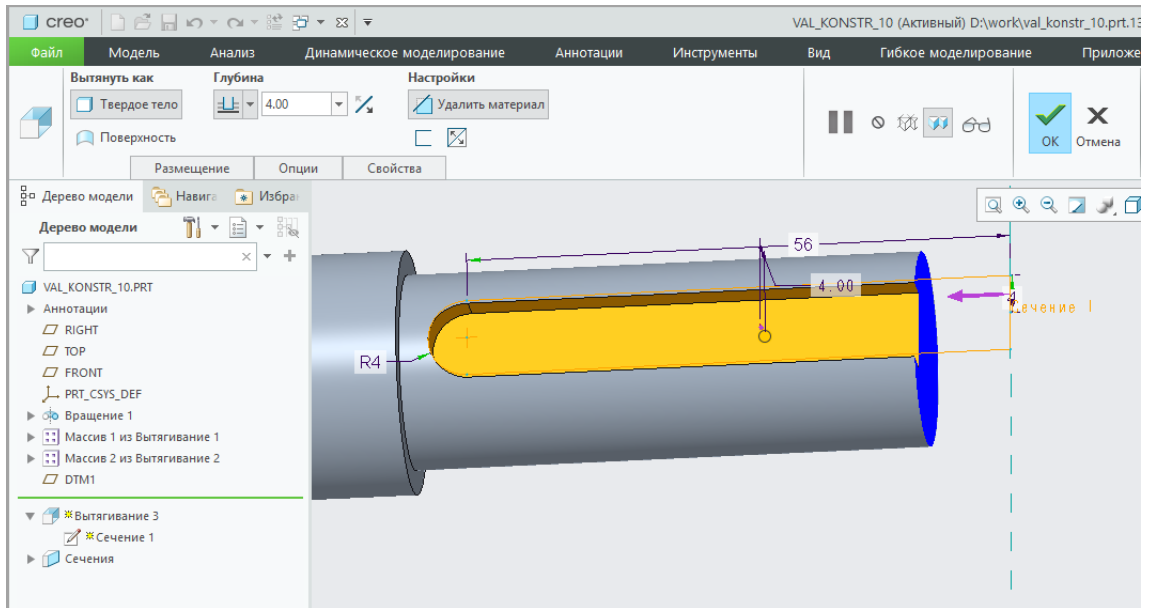 creo®
VAL_KONSTR_10 (Активный) D:\work\val_konstr_10.prt.13
Файл Модель Анализ Динамическое моделирование Аннотации Инструменты Вид Гибкое моделирование Приложе
Вытянуть как Глубина Настройки
Твердое тело 4.00 Удалить материал
Поверхность
OK Отмена
Размещение Опции Свойства
Дерево модели Навига Избра
Дерево модели
VAL_KONSTR_10.PRT
Аннотации
RIGHT
TOP
FRONT
PRT_CSYS_DEF
Вращение 1
Массив 1 из Вытягивание 1
Массив 2 из Вытягивание 2
DTM1
Вытягивание 3
Сечение 1
Сечения
56
4.00
R4
4
Сечение 1